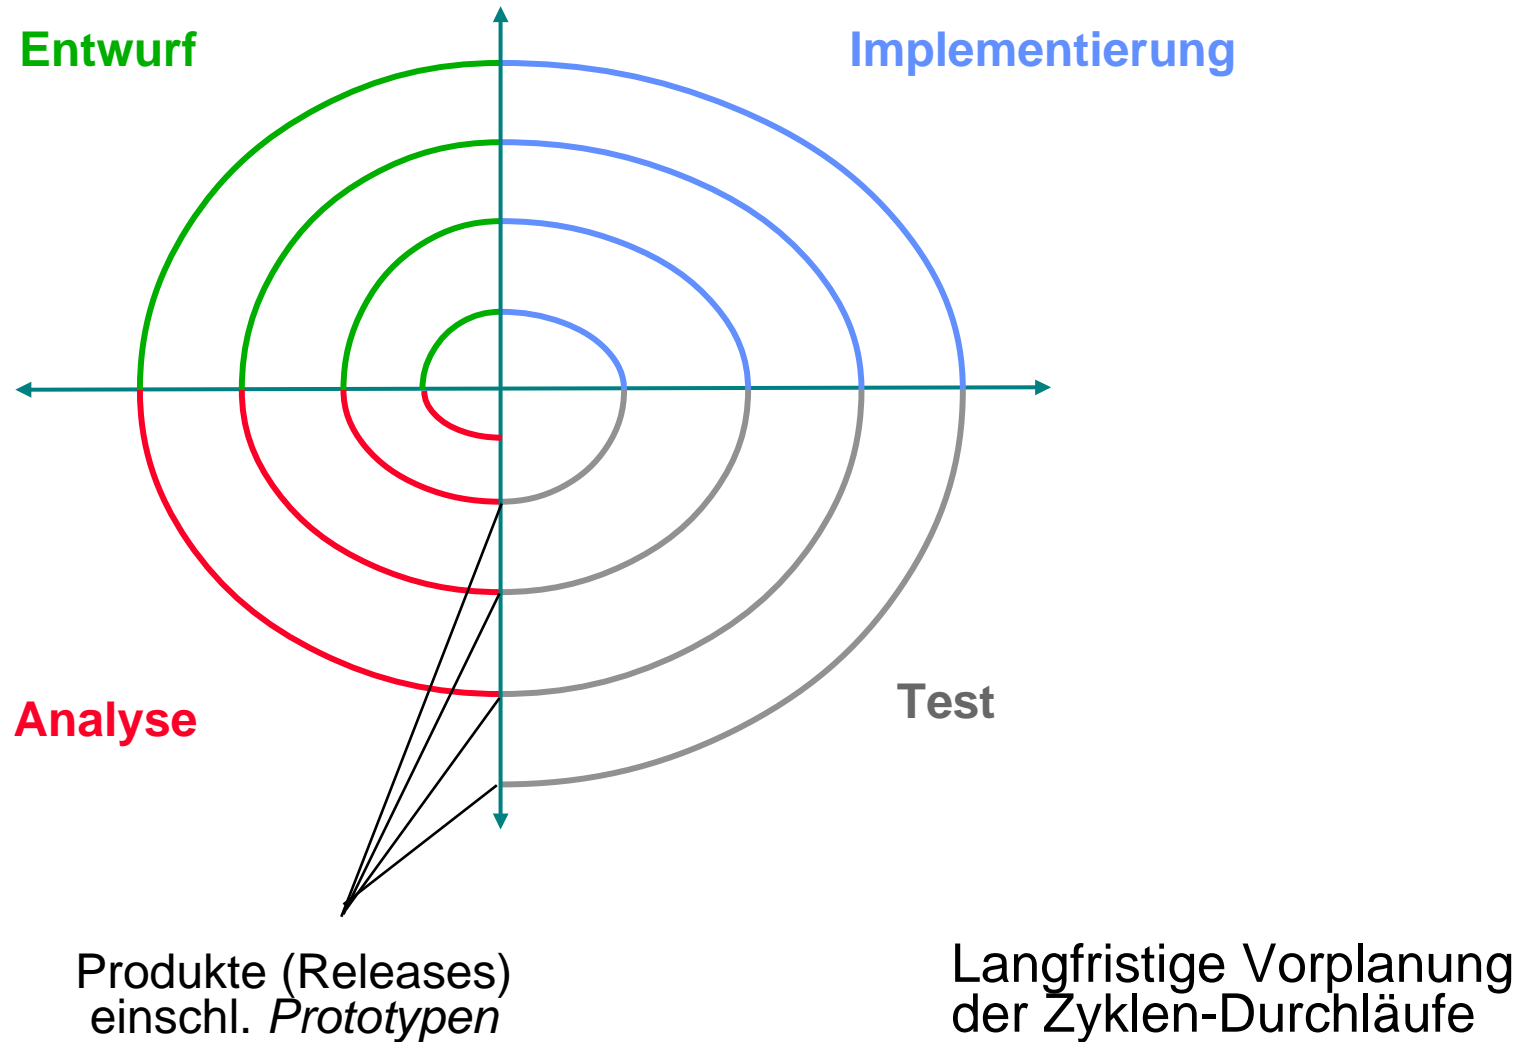 Entwurf
Implementierung
Analyse
Test
Produkte (Releases)
einschl. Prototypen
Langfristige Vorplanung
der Zyklen-Durchläufe